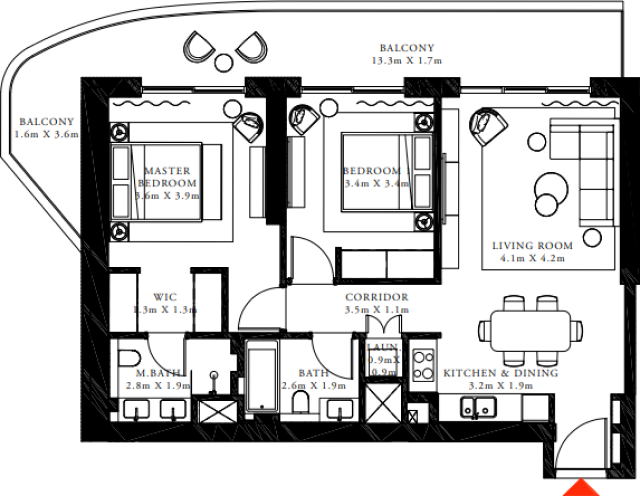 BALCONY
13.3m X 1.7m
BALCONY
1.6m X 3.6m
MASTER
BEDROOM
3.6m X 3.9m
BEDROOM 1
3.4m X 3.4m
LIVING ROOM
4.1m X 4.2m
WIC
1.3m X 1.3m
CORRIDOR
3.5m X 1.1m
M.BATH
2.8m X 1.9m
BATH
2.6m X 1.9m
LAUN.
0.9mX
0.9m
KITCHEN & DINING
3.2m X 1.9m